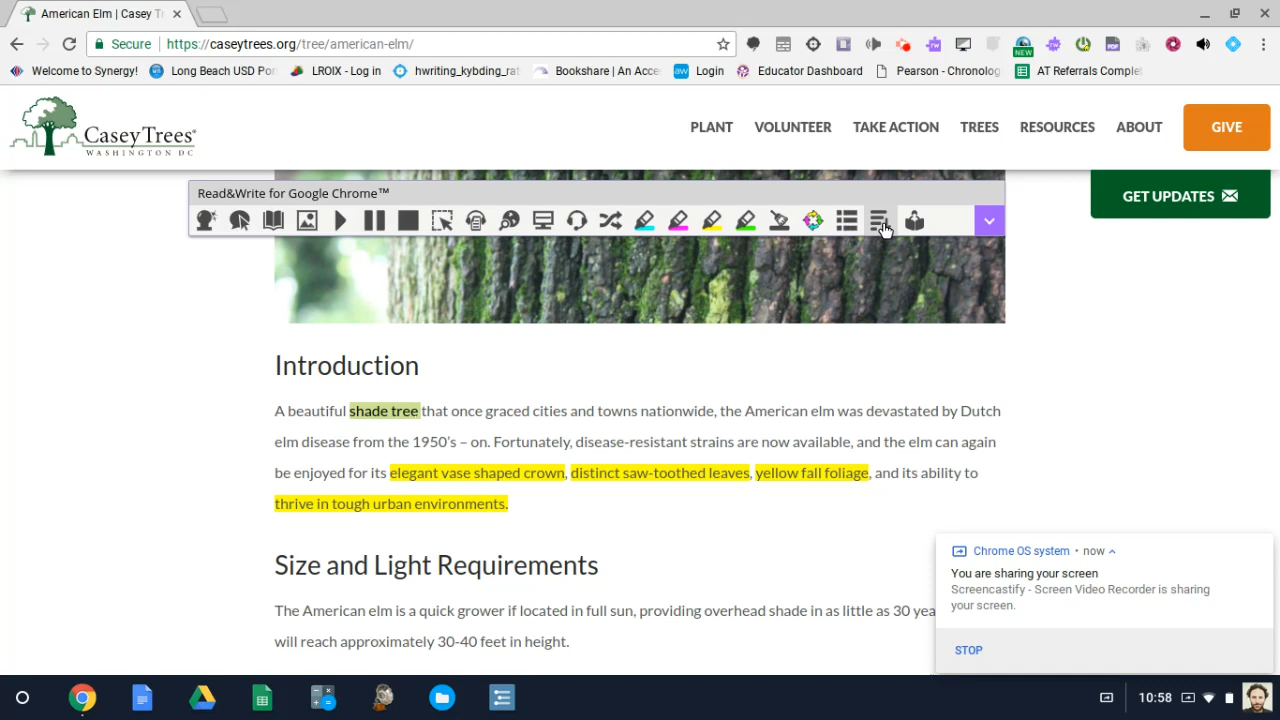 American Elm | Casey Tr
Secure
https://caseytrees.org/tree/american-elm/
NEW
Welcome to Synergy!
Long Beach USD Por
ROIX - Log in
hwriting_kybding_rat
Bookshare | An Acce
aw
Login
Educator Dashboard
Pearson - Chronolog
AT Referrals Comple
CaseyTrees
WASHINGTON DC
PLANT
VOLUNTEER
TAKE ACTION
TREES
RESOURCES
ABOUT
GIVE
Read&Write for Google Chrome™
GET UPDATES
Introduction
A beautiful shade tree that once graced cities and towns nationwide, the American elm was devastated by Dutch
elm disease from the 1950's – on. Fortunately, disease-resistant strains are now available, and the elm can again
be enjoyed for its elegant vase shaped crown, distinct saw-toothed leaves, yellow fall foliage, and its ability to
thrive in tough urban environments.
Size and Light Requirements
The American elm is a quick grower if located in full sun, providing overhead shade in as little as 30 yea
will reach approximately 30-40 feet in height.
Chrome OS system • now
You are sharing your screen
Screencastify - Screen Video Recorder is sharing
your screen.
STOP
10:58